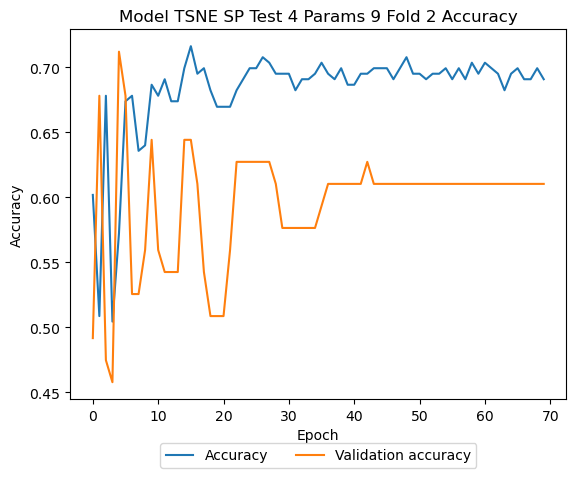 Model TSNE SP Test 4 Params 9 Fold 2 Accuracy
0.70
0.65
0.60
0.55
0.50
0.45
Accuracy
0 10 20 30 40 50 60 70
Epoch
Accuracy Validation accuracy